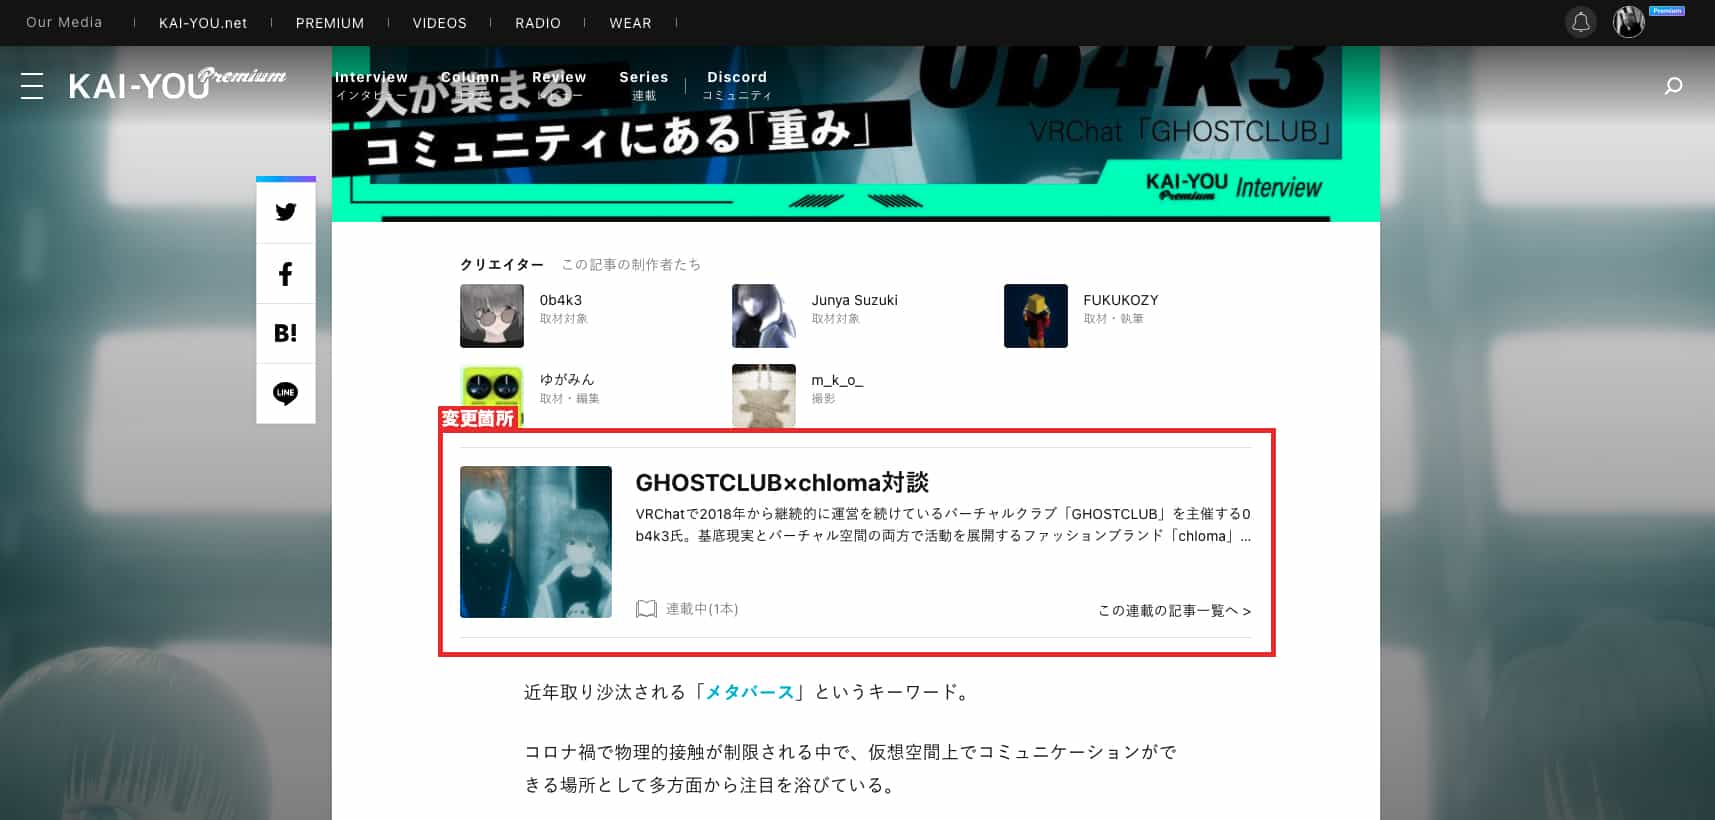 Our Media
KAI-YOU.net
PREMIUM
VIDEOS
RADIO
WEAR
Premium
KAI-YOU Premium
Interview
インタビュー
Column
コラム
Review
レビュー
Series
連載
Discord
コミュニティ
0b4k3
人が集まる
コミュニティにある「重み」
VRChat「GHOSTCLUB」
KAI-YOU Premium Interview
B!
LINE
クリエイター この記事の制作者たち
0b4k3
取材対象
Junya Suzuki
取材対象
FUKUKOZY
取材・執筆
ゆがみん
取材・編集
m_k_o_
撮影
変更箇所
GHOSTCLUB×chloma対談
VRChatで2018年から継続的に運営を続けているバーチャルクラブ「GHOSTCLUB」を主催する0
b4k3氏。基底現実とバーチャル空間の両方で活動を展開するファッションブランド「chloma」…
連載中(1本)
この連載の記事一覧へ >
近年取り沙汰される「メタバース」というキーワード。
コロナ禍で物理的接触が制限される中で、仮想空間上でコミュニケーションがで
きる場所として多方面から注目を浴びている。